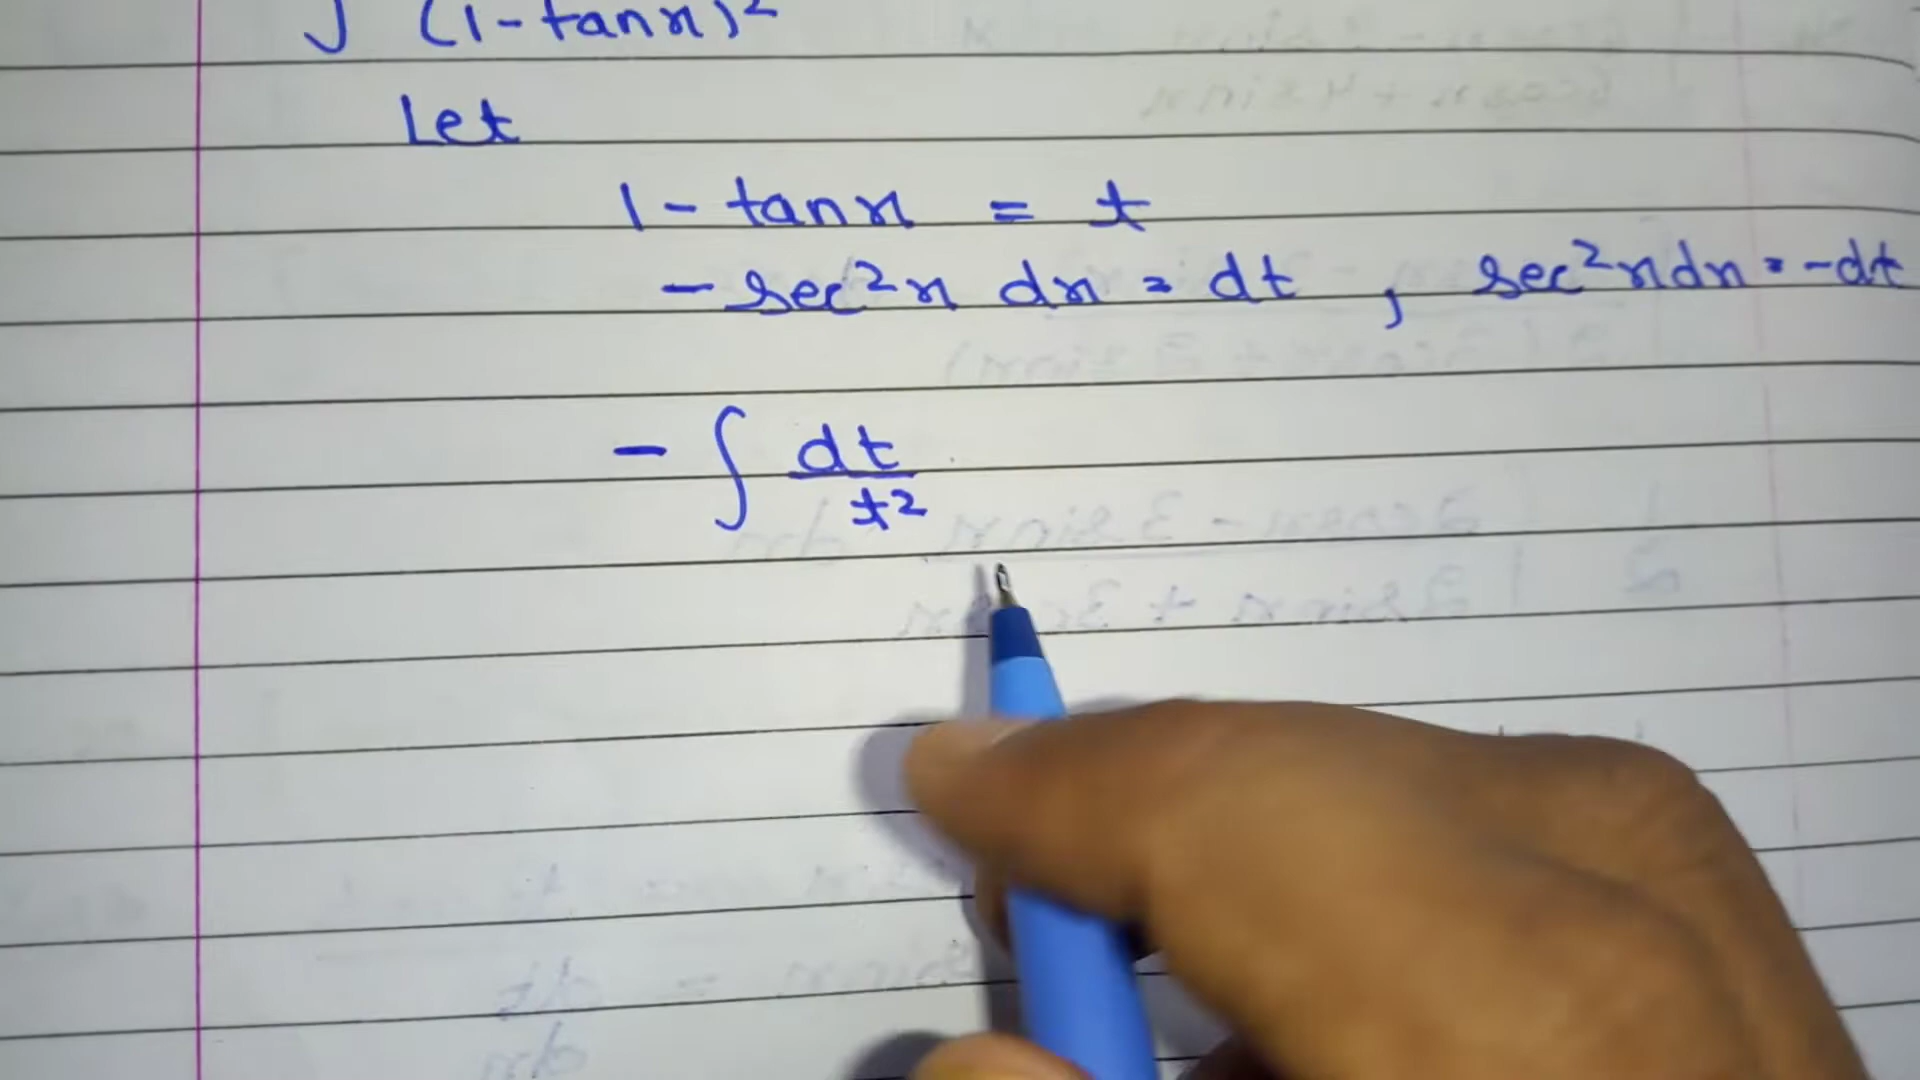 ∫ (1-tanx)²
Let
1 - tanx = t
- sec²x dx = dt , sec²x dx = -dt
- ∫ dt
t²